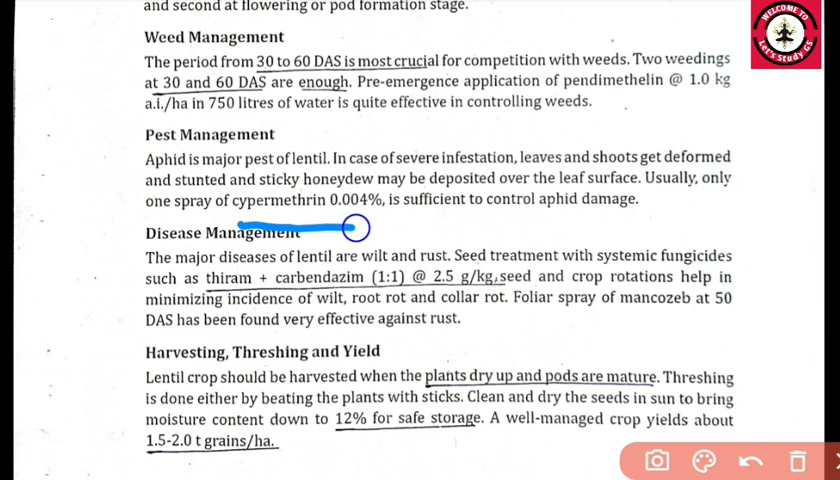 and second at flowering or pod formation stage.
WELCOME TO
Let's Study GS
Weed Management
The period from 30 to 60 DAS is most crucial for competition with weeds. Two weedings
at 30 and 60 DAS are enough. Pre-emergence application of pendimethelin @ 1.0 kg
a.i./ha in 750 litres of water is quite effective in controlling weeds.
Pest Management
Aphid is major pest of lentil. In case of severe infestation, leaves and shoots get deformed
and stunted and sticky honeydew may be deposited over the leaf surface. Usually, only
one spray of cypermethrin 0.004%, is sufficient to control aphid damage.
Disease Management
The major diseases of lentil are wilt and rust. Seed treatment with systemic fungicides
such as thiram + carbendazim (1:1) @ 2.5 g/kg seed and crop rotations help in
minimizing incidence of wilt, root rot and collar rot. Foliar spray of mancozeb at 50
DAS has been found very effective against rust.
Harvesting, Threshing and Yield
Lentil crop should be harvested when the plants dry up and pods are mature. Threshing
is done either by beating the plants with sticks. Clean and dry the seeds in sun to bring
moisture content down to 12% for safe storage. A well-managed crop yields about
1.5-2.0 t grains/ha.